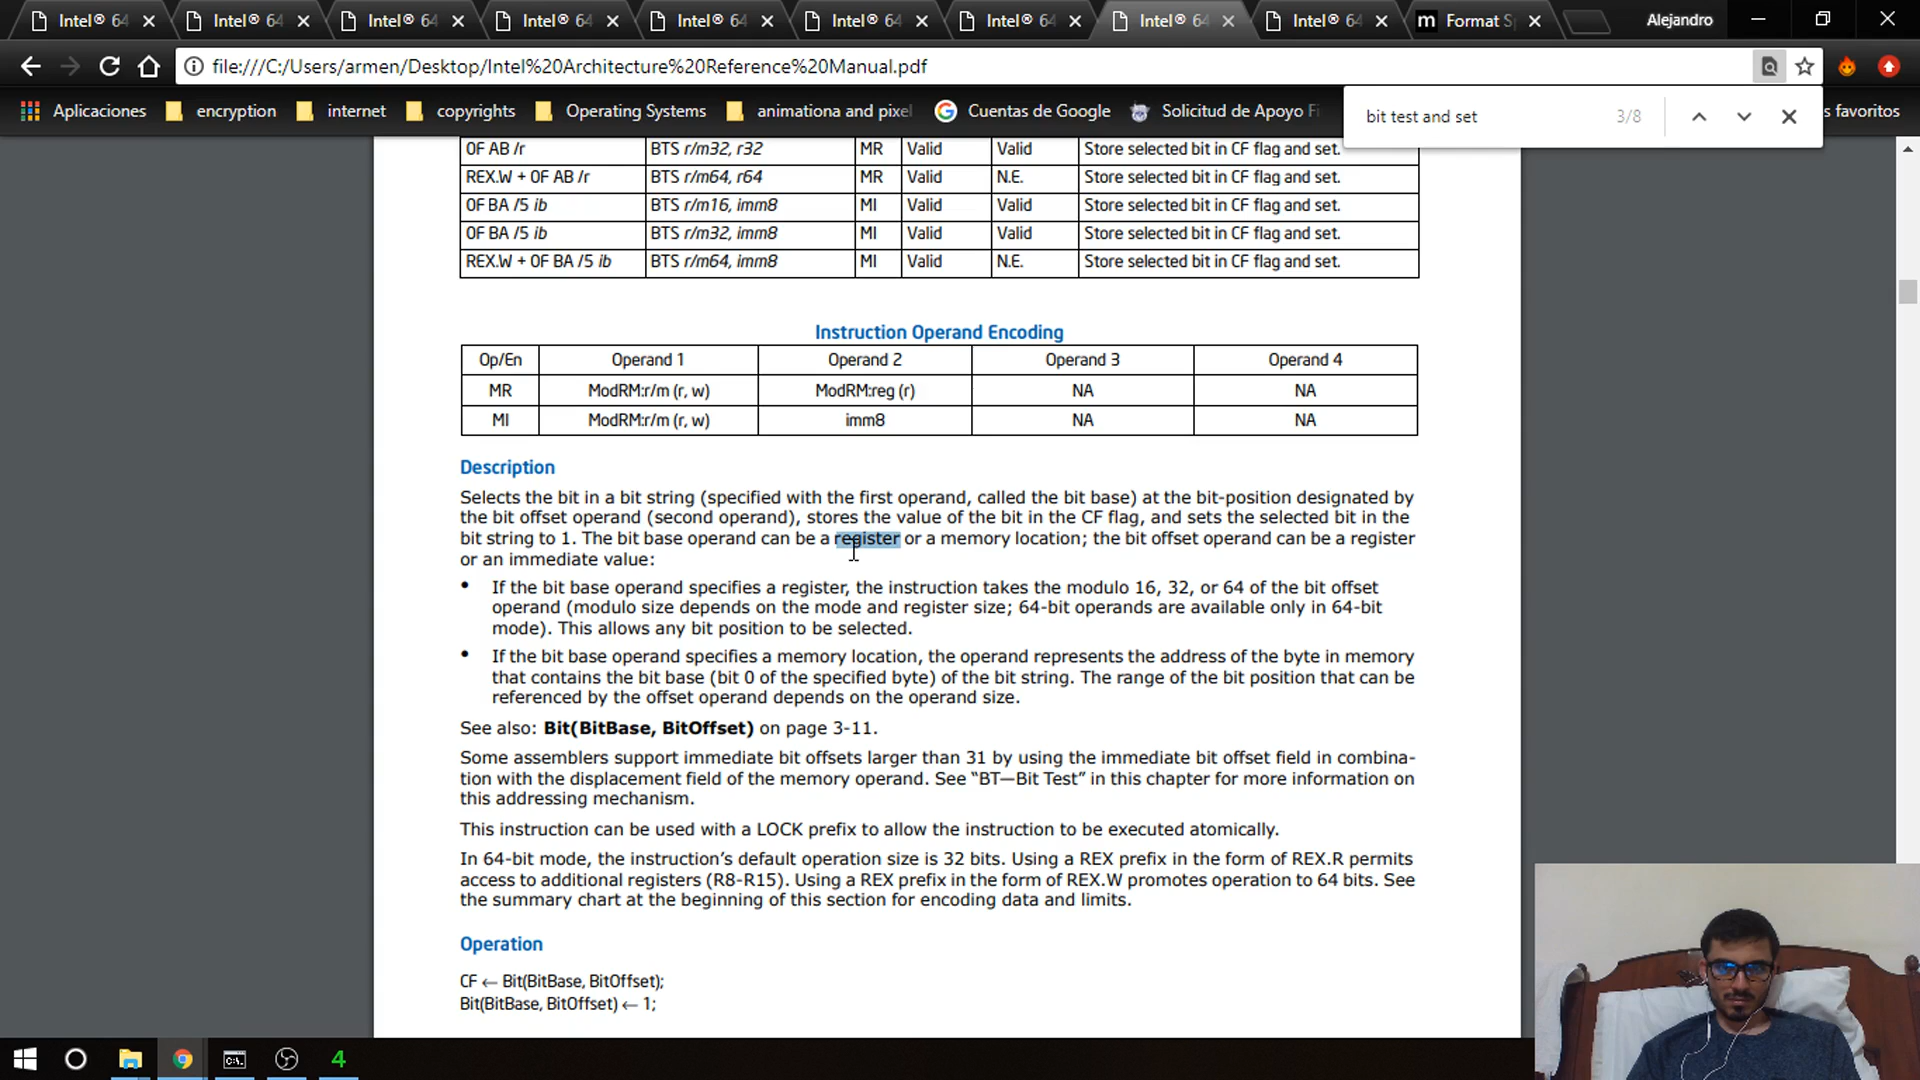 Intel® 64 Intel® 64 Intel® 64 Intel® 64 Intel® 64 Intel® 64 Intel® 64 Intel® 64 Intel® 64 m Format S Alejandro
file:///C:/Users/armen/Desktop/Intel%20Architecture%20Reference%20Manual.pdf
Aplicaciones encryption internet copyrights Operating Systems animationa and pixel Cuentas de Google Solicitud de Apoyo Fi s favoritos
bit test and set 3/8
0F AB /r BTS r/m32, r32 MR Valid Valid Store selected bit in CF flag and set.
REX.W + 0F AB /r BTS r/m64, r64 MR Valid N.E. Store selected bit in CF flag and set.
0F BA /5 ib BTS r/m16, imm8 MI Valid Valid Store selected bit in CF flag and set.
0F BA /5 ib BTS r/m32, imm8 MI Valid Valid Store selected bit in CF flag and set.
REX.W + 0F BA /5 ib BTS r/m64, imm8 MI Valid N.E. Store selected bit in CF flag and set.
Instruction Operand Encoding
Op/En Operand 1 Operand 2 Operand 3 Operand 4
MR ModRM:r/m (r, w) ModRM:reg (r) NA NA
MI ModRM:r/m (r, w) imm8 NA NA
Description
Selects the bit in a bit string (specified with the first operand, called the bit base) at the bit-position designated by
the bit offset operand (second operand), stores the value of the bit in the CF flag, and sets the selected bit in the
bit string to 1. The bit base operand can be a register or a memory location; the bit offset operand can be a register
or an immediate value:
• If the bit base operand specifies a register, the instruction takes the modulo 16, 32, or 64 of the bit offset
operand (modulo size depends on the mode and register size; 64-bit operands are available only in 64-bit
mode). This allows any bit position to be selected.
• If the bit base operand specifies a memory location, the operand represents the address of the byte in memory
that contains the bit base (bit 0 of the specified byte) of the bit string. The range of the bit position that can be
referenced by the offset operand depends on the operand size.
See also: Bit(BitBase, BitOffset) on page 3-11.
Some assemblers support immediate bit offsets larger than 31 by using the immediate bit offset field in combina-
tion with the displacement field of the memory operand. See “BT—Bit Test” in this chapter for more information on
this addressing mechanism.
This instruction can be used with a LOCK prefix to allow the instruction to be executed atomically.
In 64-bit mode, the instruction’s default operation size is 32 bits. Using a REX prefix in the form of REX.R permits
access to additional registers (R8-R15). Using a REX prefix in the form of REX.W promotes operation to 64 bits. See
the summary chart at the beginning of this section for encoding data and limits.
Operation
CF ← Bit(BitBase, BitOffset);
Bit(BitBase, BitOffset) ← 1;
4